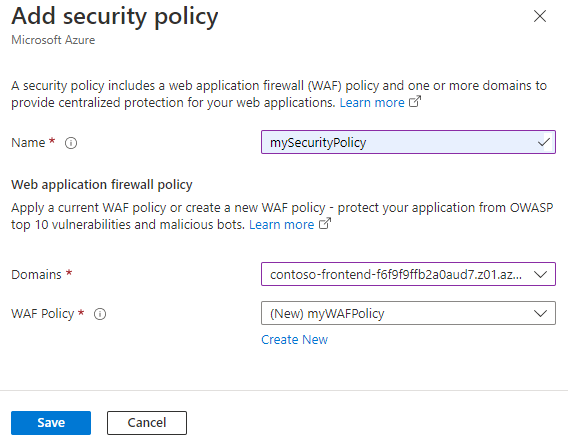 Add security policy
Microsoft Azure
A security policy includes a web application firewall (WAF) policy and one or more domains to
provide centralized protection for your web applications. Learn more
Name *
mySecurityPolicy
Web application firewall policy
Apply a current WAF policy or create a new WAF policy - protect your application from OWASP
top 10 vulnerabilities and malicious bots. Learn more
Domains *
contoso-frontend-f6f9f9ffb2a0aud7.z01.az...
WAF Policy *
(New) myWAFPolicy
Create New
Save
Cancel